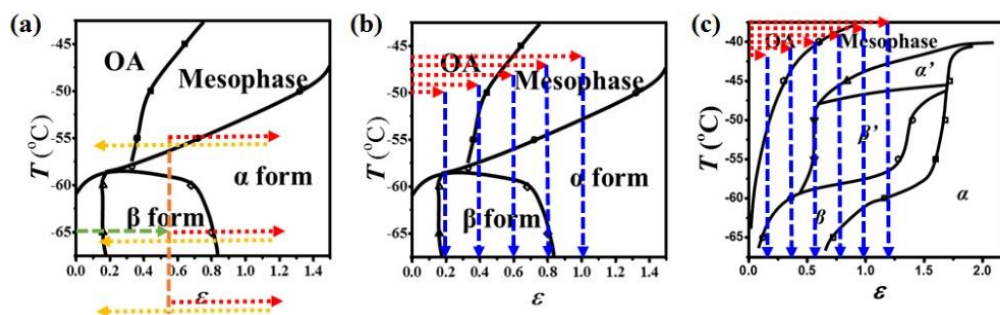 (a)
-45
-50
-55
-60
-65
T (°C)
OA
Mesophase
α form
β form
0.0 0.2 0.4 0.6 0.8 1.0 1.2 1.4
ε
(b)
-45
-50
-55
-60
-65
T (°C)
OA
Mesophase
α form
β form
0.0 0.2 0.4 0.6 0.8 1.0 1.2 1.4
ε
(c)
-40
-45
-50
-55
-60
-65
T (°C)
OA
Mesophase
α'
β'
β
α
0.0 0.5 1.0 1.5 2.0
ε